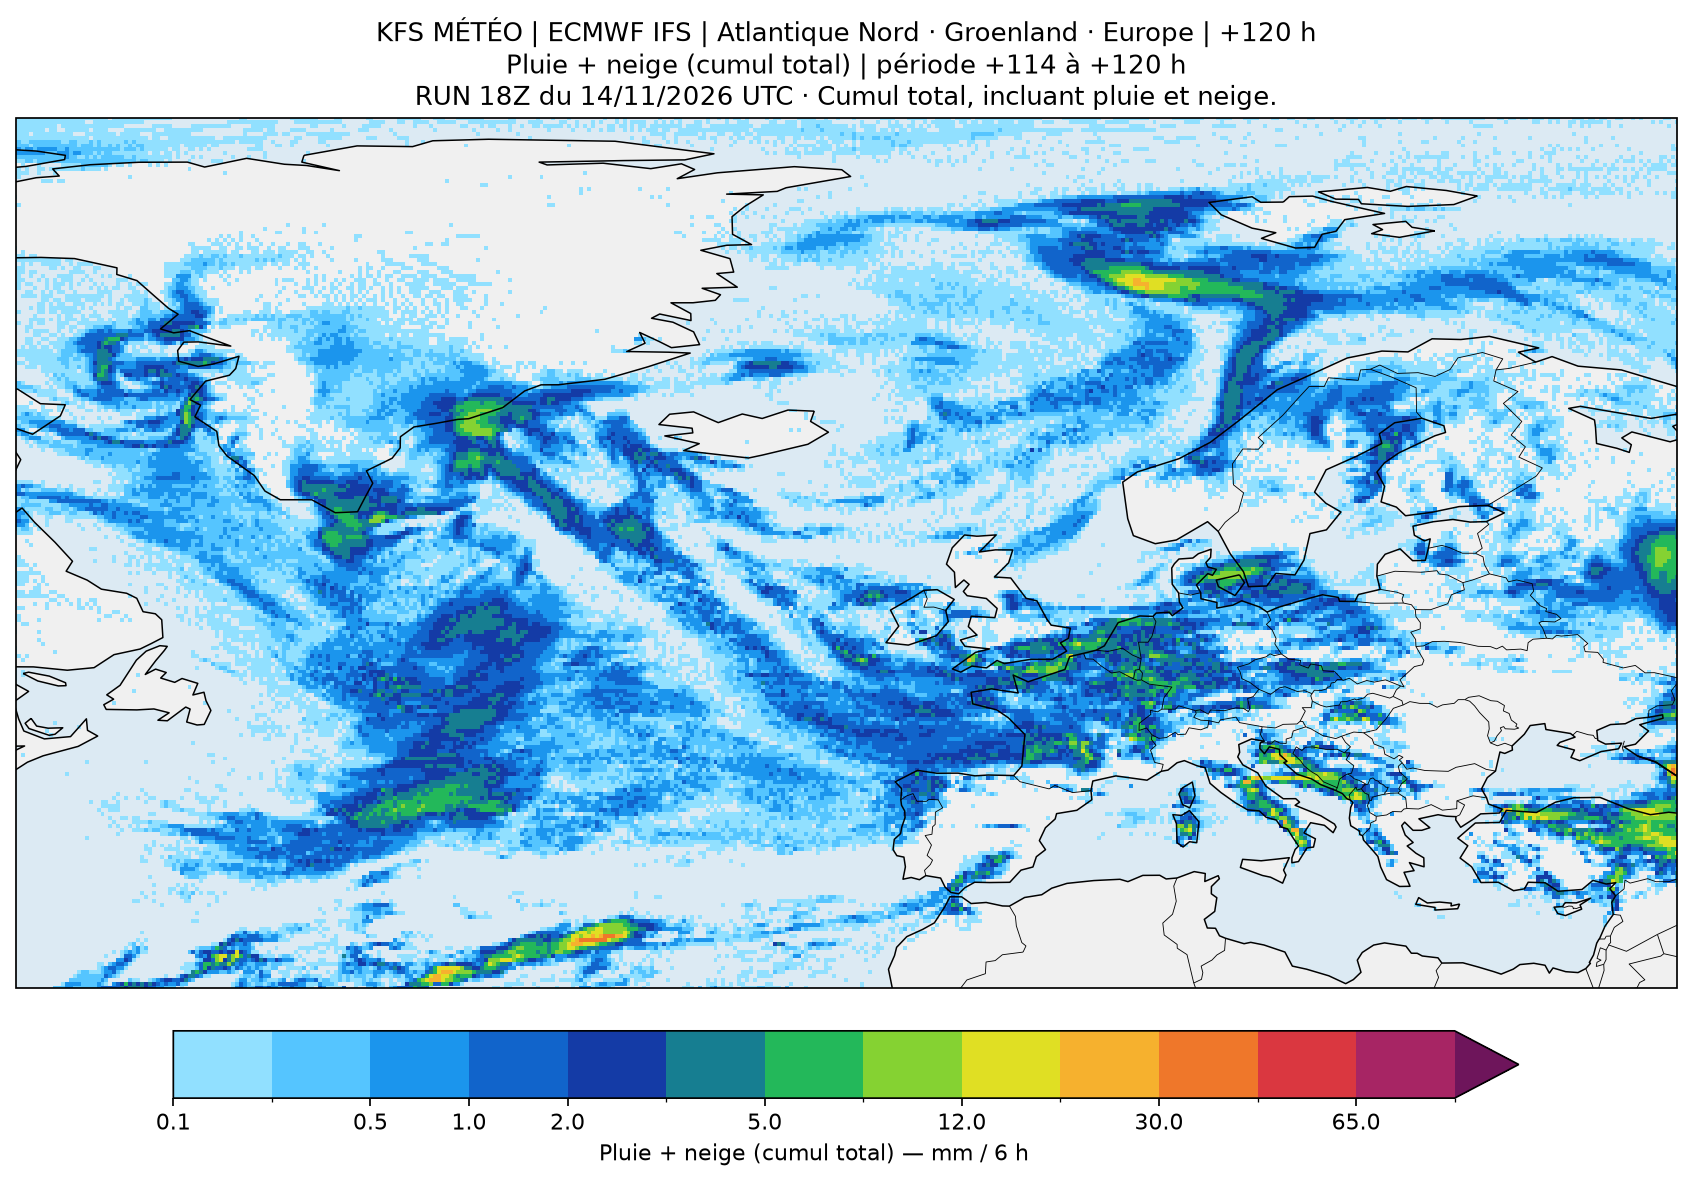 KFS MÉTÉO | ECMWF IFS | Atlantique Nord · Groenland · Europe | +120 h
Pluie + neige (cumul total) | période +114 à +120 h
RUN 18Z du 14/11/2026 UTC · Cumul total, incluant pluie et neige.
0.1 0.5 1.0 2.0 5.0 12.0 30.0 65.0
Pluie + neige (cumul total) — mm / 6 h